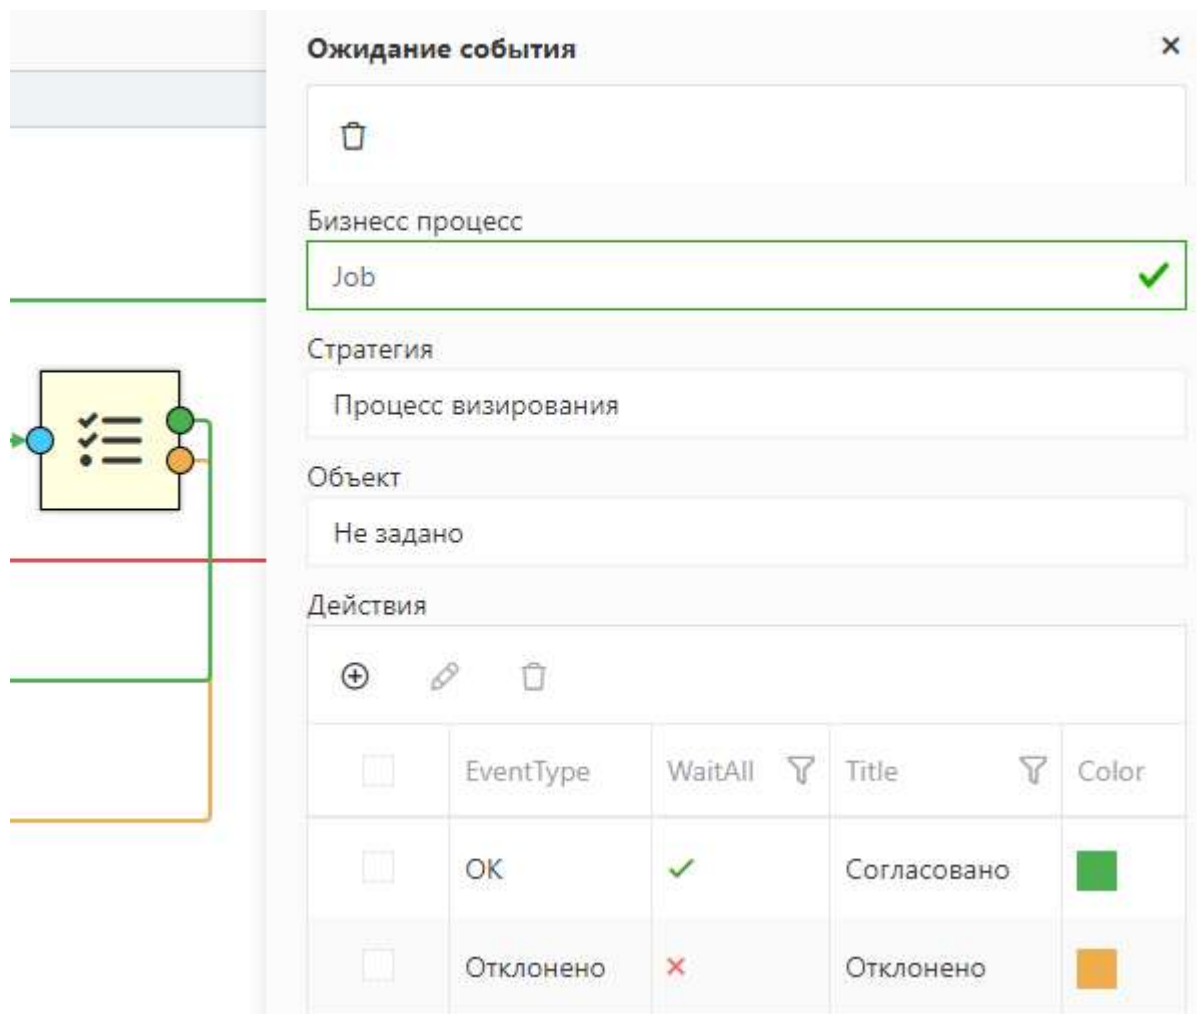 Ожидание события
Бизнесс процесс
Job
Стратегия
Процесс визирования
Объект
Не задано
Действия
EventType WaitAll Title Color
OK Согласовано
Отклонено Отклонено